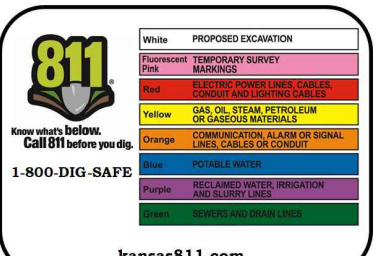 811
Know what's below.
Call 811 before you dig.
1-800-DIG-SAFE
White PROPOSED EXCAVATION
Fluorescent Pink TEMPORARY SURVEY MARKINGS
Red ELECTRIC POWER LINES, CABLES, CONDUIT AND LIGHTING CABLES
Yellow GAS, OIL, STEAM, PETROLEUM OR GASEOUS MATERIALS
Orange COMMUNICATION, ALARM OR SIGNAL LINES, CABLES OR CONDUIT
Blue POTABLE WATER
Purple RECLAIMED WATER, IRRIGATION AND SLURRY LINES
Green SEWERS AND DRAIN LINES
kansas811.com